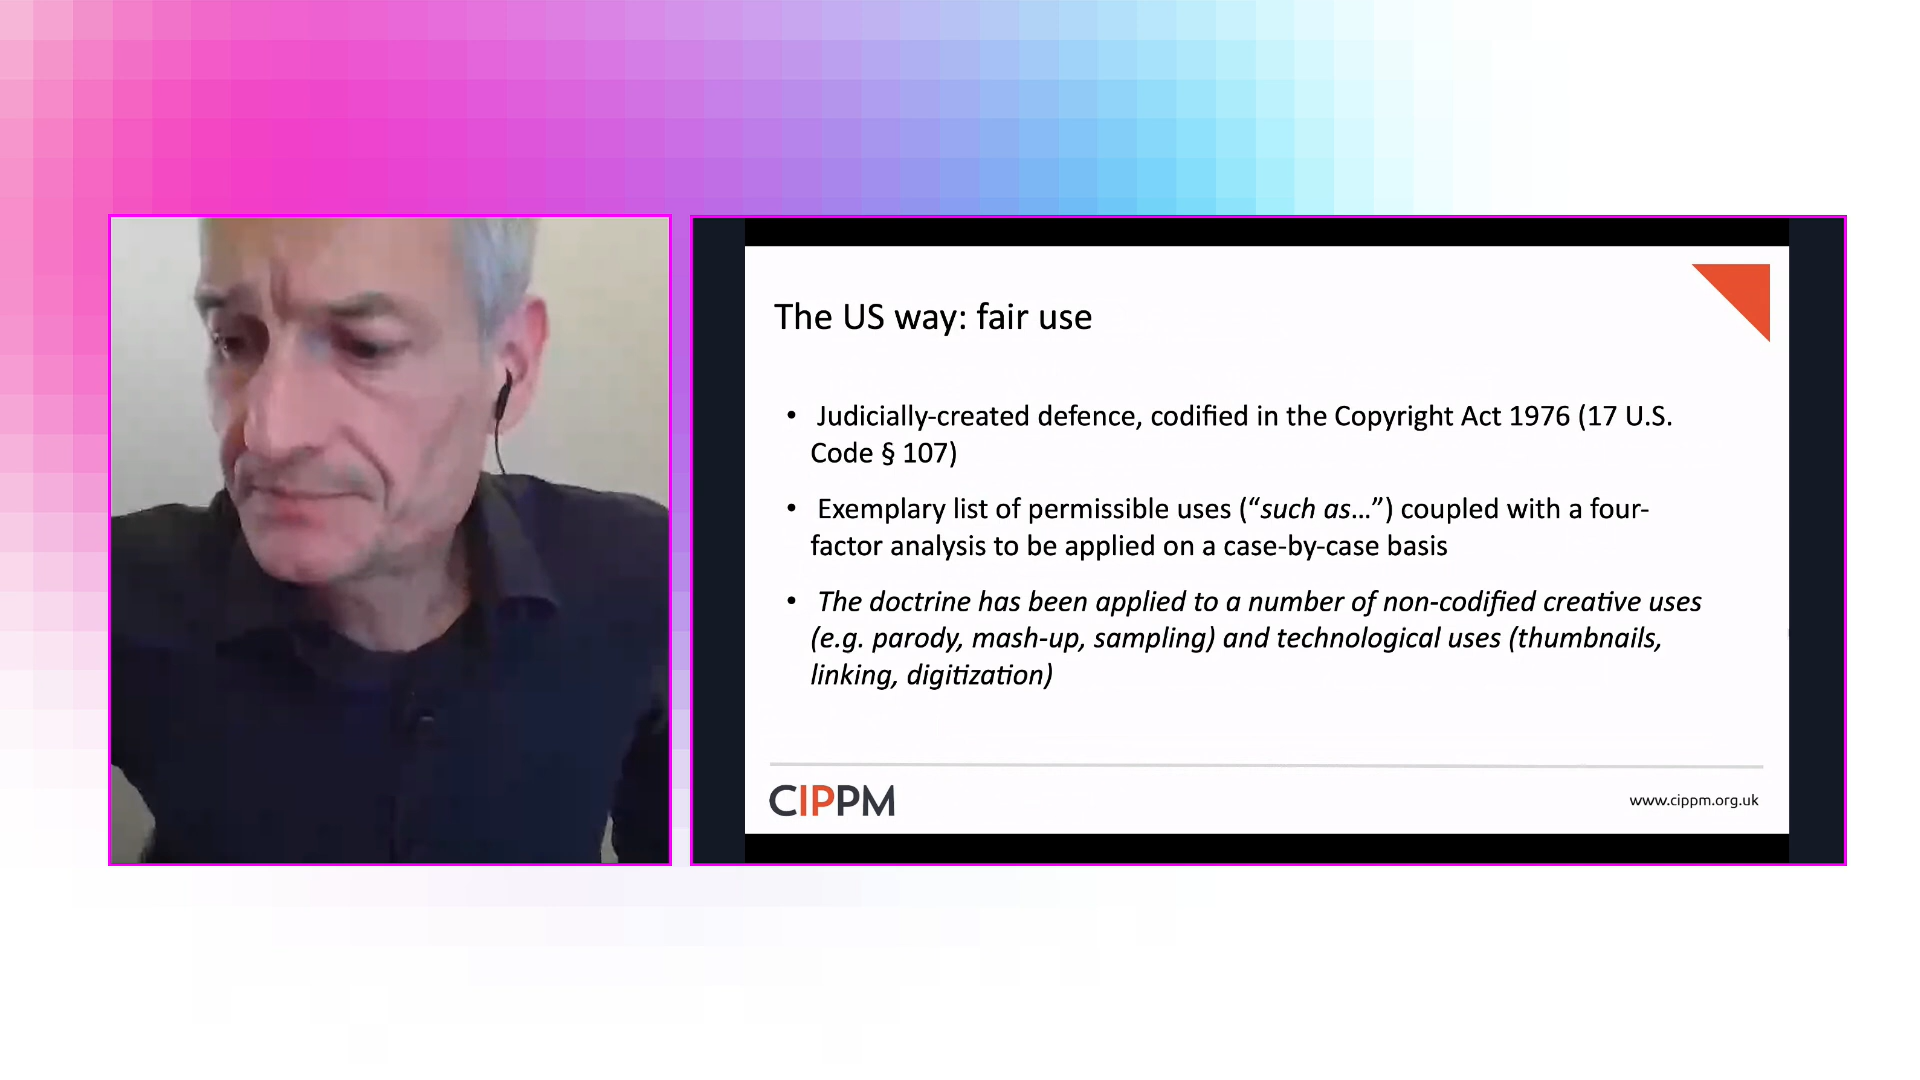 The US way: fair use
• Judicially-created defence, codified in the Copyright Act 1976 (17 U.S.
Code § 107)
• Exemplary list of permissible uses (“such as…”) coupled with a four-
factor analysis to be applied on a case-by-case basis
• The doctrine has been applied to a number of non-codified creative uses
(e.g. parody, mash-up, sampling) and technological uses (thumbnails,
linking, digitization)
CIPPM
www.cippm.org.uk